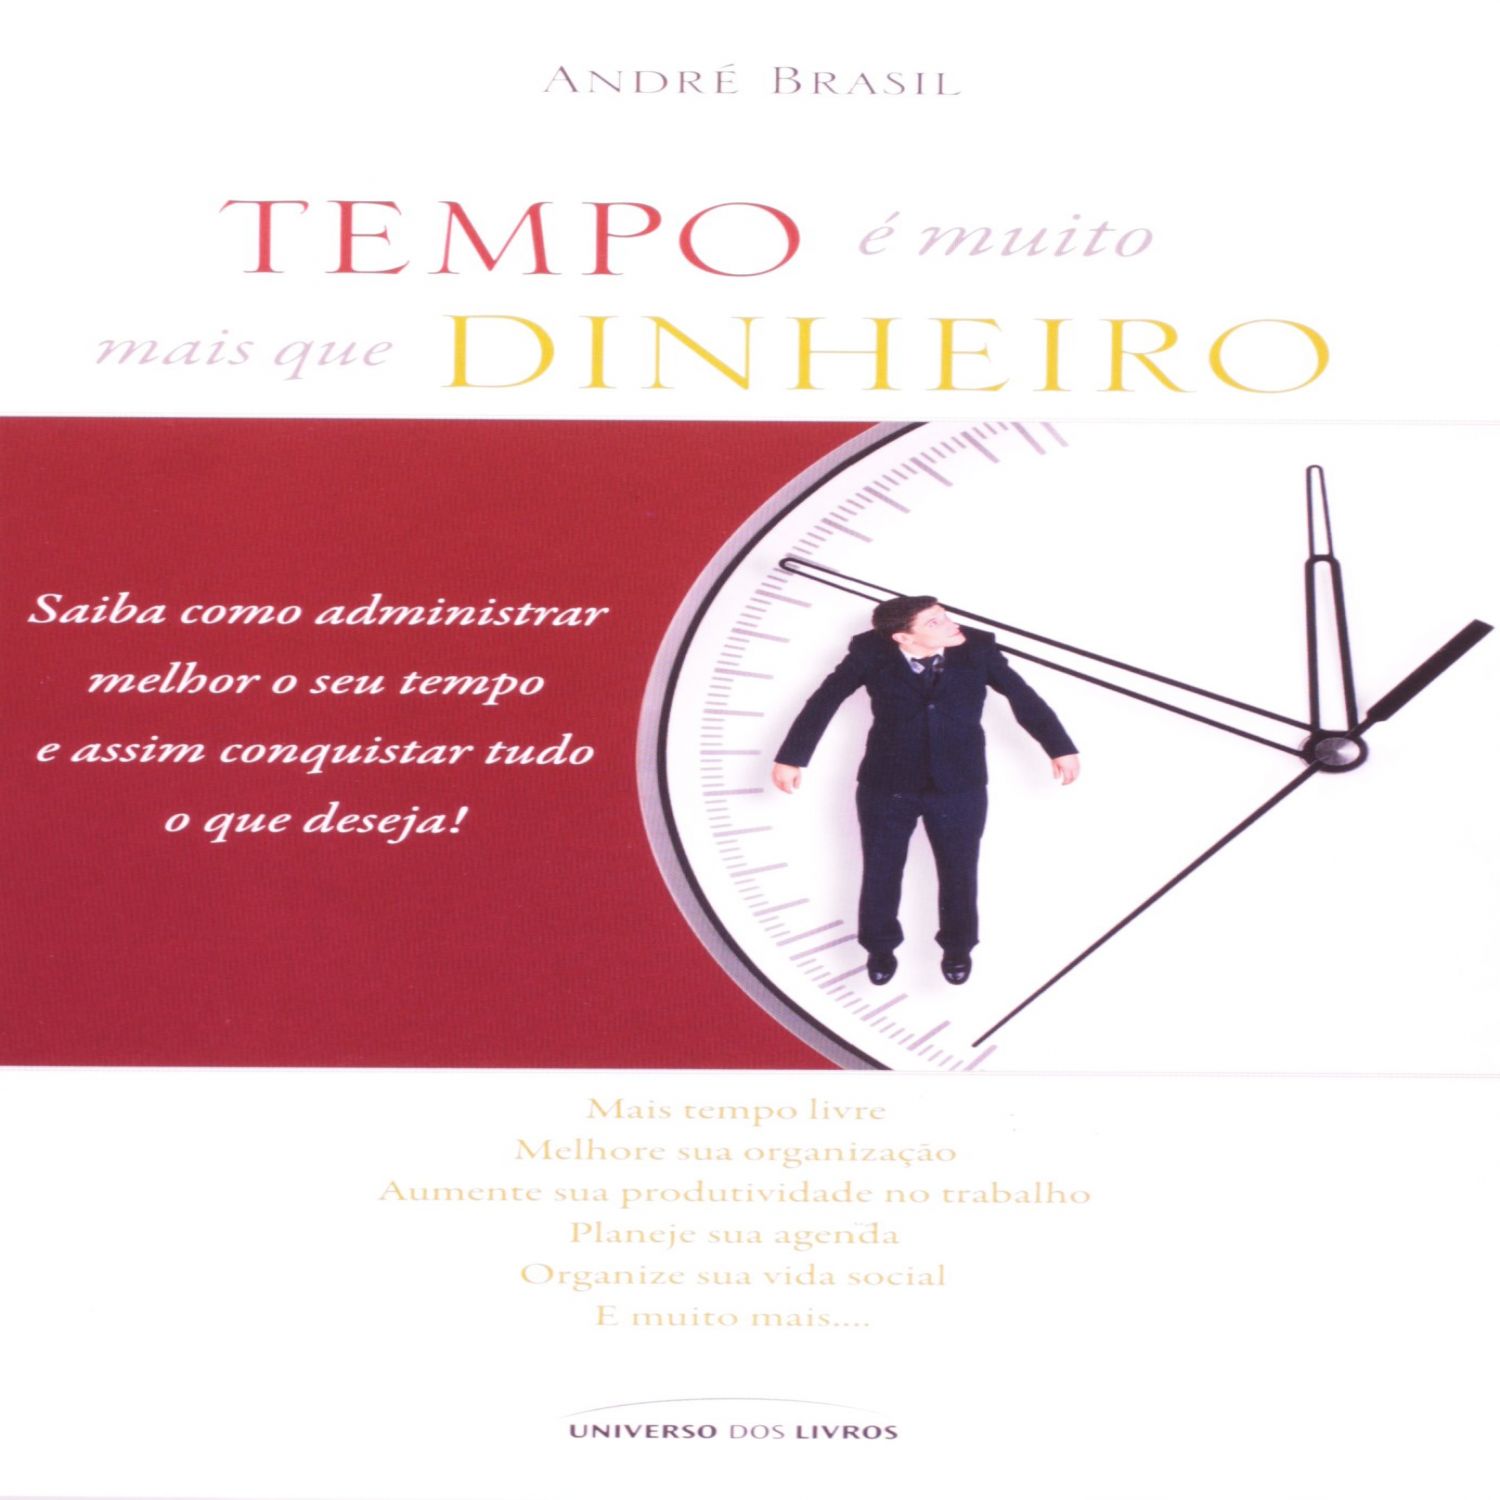 ANDRÉ BRASIL
TEMPO é muito
mais que DINHEIRO
Saiba como administrar
melhor o seu tempo
e assim conquistar tudo
o que deseja!
Mais tempo livre
Melhore sua organização
Aumente sua produtividade no trabalho
Planeje sua agenda
Organize sua vida social
E muito mais....
UNIVERSO DOS LIVROS